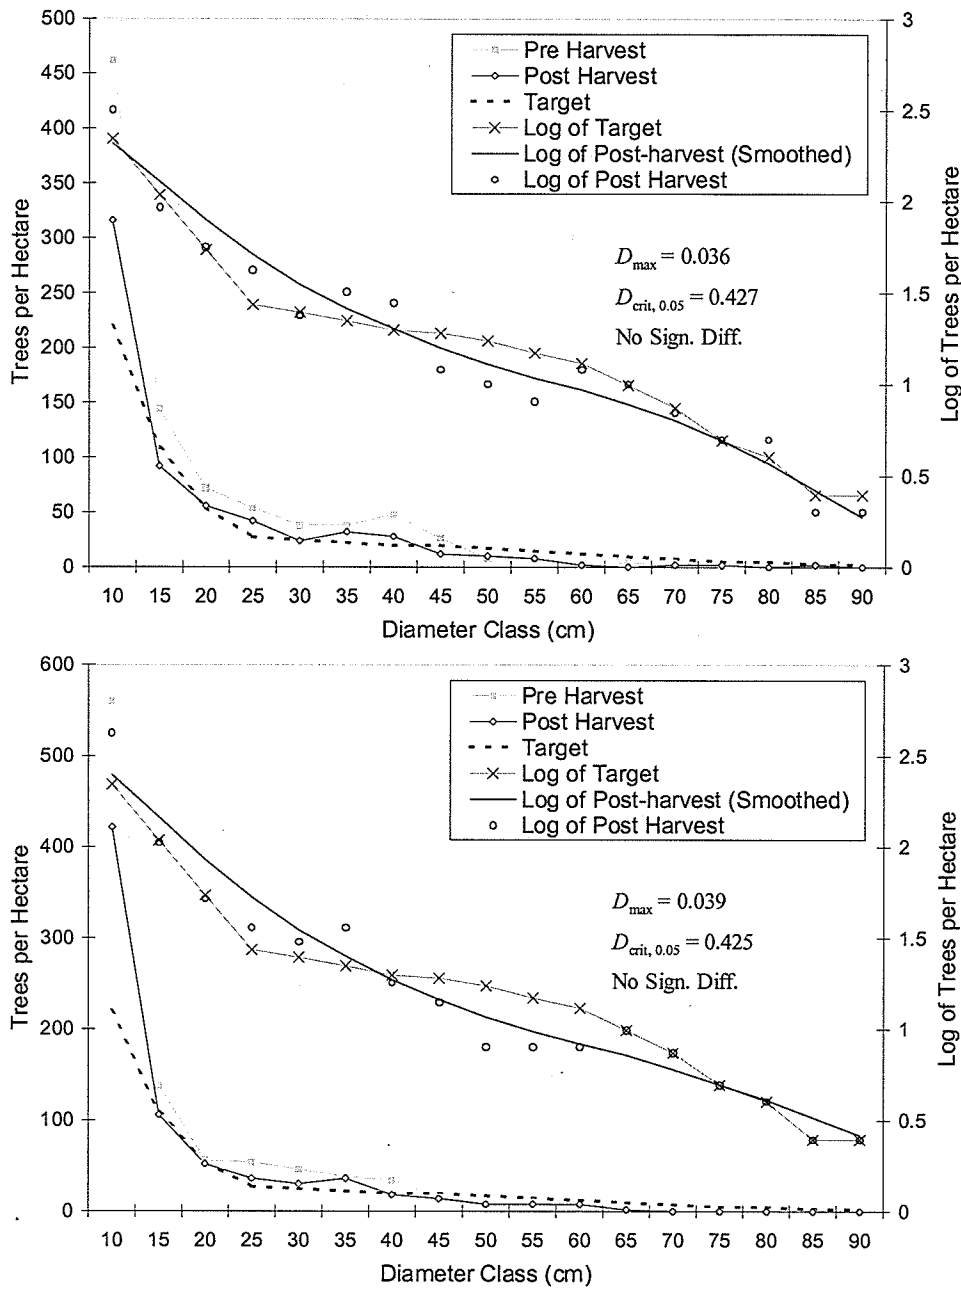 500
450
400
350
300
250
200
150
100
50
0
Trees per Hectare
3
2.5
2
1.5
1
0.5
0
Log of Trees per Hectare
Pre Harvest
Post Harvest
Target
Log of Target
Log of Post-harvest (Smoothed)
Log of Post Harvest
Dmax = 0.036
Dcrit, 0.05 = 0.427
No Sign. Diff.
10 15 20 25 30 35 40 45 50 55 60 65 70 75 80 85 90
Diameter Class (cm)
600
500
400
300
200
100
0
Trees per Hectare
3
2.5
2
1.5
1
0.5
0
Log of Trees per Hectare
Pre Harvest
Post Harvest
Target
Log of Target
Log of Post-harvest (Smoothed)
Log of Post Harvest
Dmax = 0.039
Dcrit, 0.05 = 0.425
No Sign. Diff.
10 15 20 25 30 35 40 45 50 55 60 65 70 75 80 85 90
Diameter Class (cm)